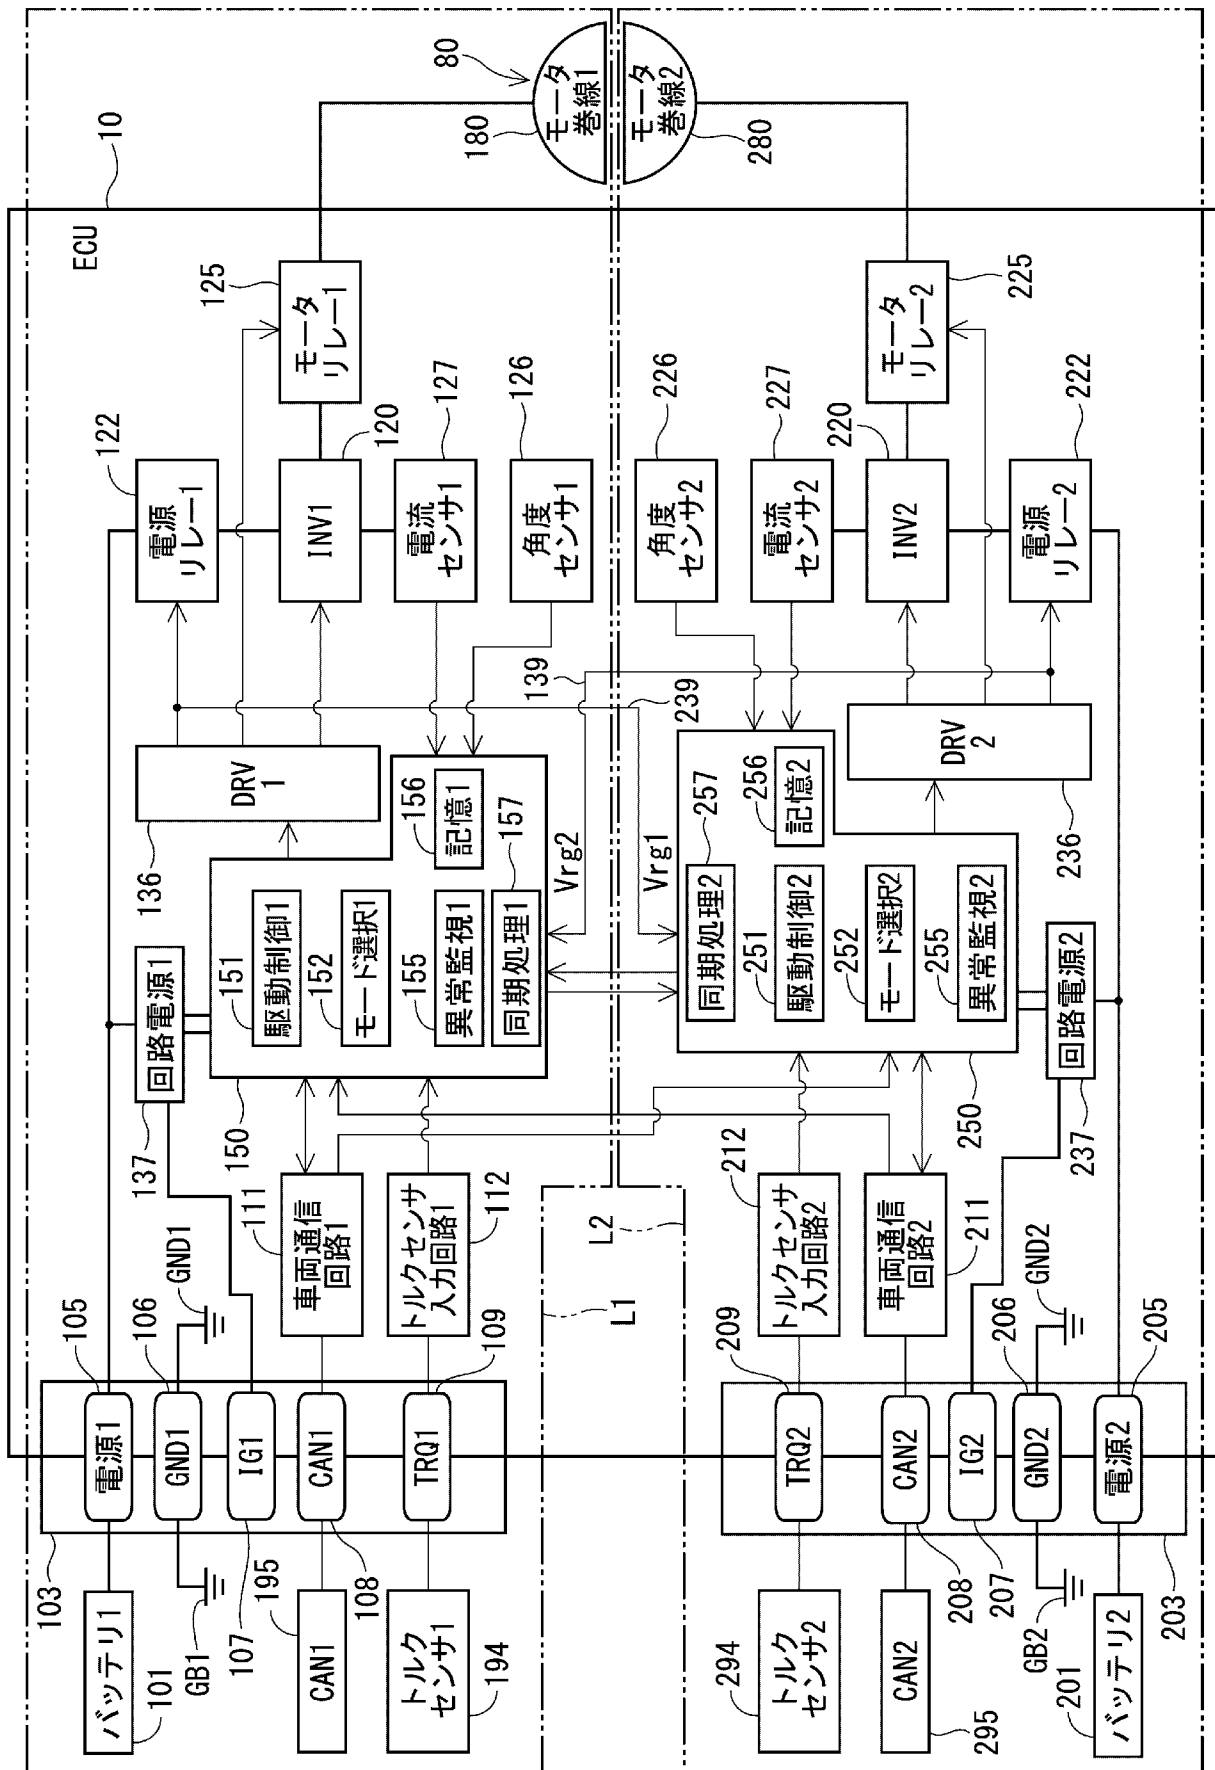 ECU
10
80
モータ
巻線1
180
モータ
巻線2
280
バッテリ1
101
103
電源1
105
GND1
106
GND1
GB1
IG1
107
CAN1
195
CAN1
108
トルク
センサ1
194
TRQ1
109
車両通信
回路1
111
トルクセンサ
入力回路1
112
回路電源1
137
150
駆動制御1
151
モード選択1
152
異常監視1
155
記憶1
156
同期処理1
157
DRV
1
136
電源
リレー1
122
INV1
120
電流
センサ1
127
角度
センサ1
126
モータ
リレー1
125
139
239
Vrg2
Vrg1
L1
L2
トルク
センサ2
294
TRQ2
209
CAN2
295
CAN2
208
IG2
207
GND2
206
GND2
GB2
バッテリ2
201
電源2
205
203
トルクセンサ
入力回路2
212
車両通信
回路2
211
回路電源2
237
250
同期処理2
257
駆動制御2
251
モード選択2
252
異常監視2
255
記憶2
256
DRV
2
236
角度
センサ2
226
電流
センサ2
227
INV2
220
電源
リレー2
222
モータ
リレー2
225